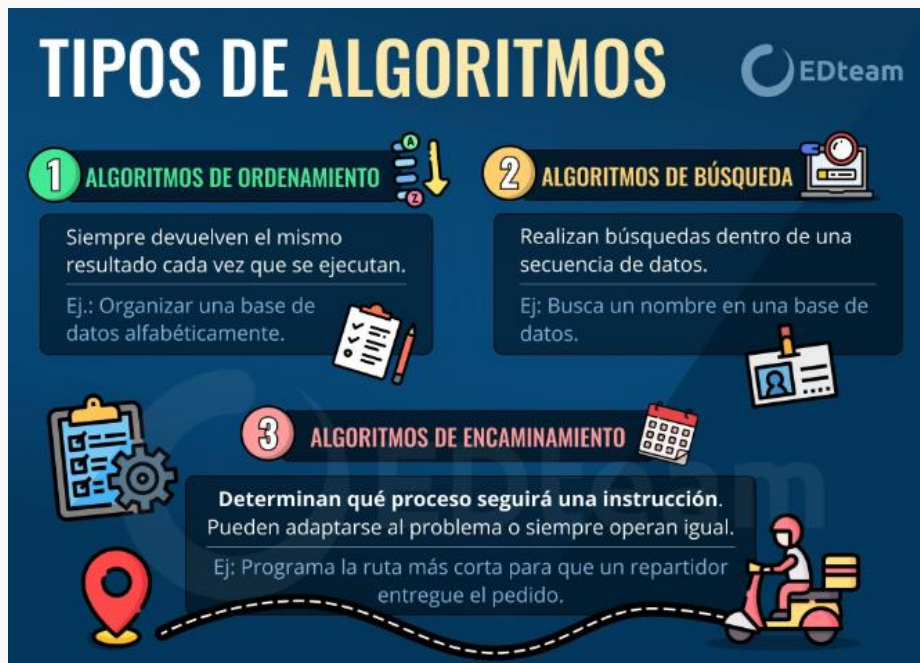 TIPOS DE ALGORITMOS
EDteam
1 ALGORITMOS DE ORDENAMIENTO
A
Z
Siempre devuelven el mismo
resultado cada vez que se ejecutan.
Ej.: Organizar una base de
datos alfabéticamente.
2 ALGORITMOS DE BÚSQUEDA
Realizan búsquedas dentro de una
secuencia de datos.
Ej: Busca un nombre en una base de
datos.
3 ALGORITMOS DE ENCAMINAMIENTO
EDteam
Determinan qué proceso seguirá una instrucción.
Pueden adaptarse al problema o siempre operan igual.
Ej: Programa la ruta más corta para que un repartidor
entregue el pedido.